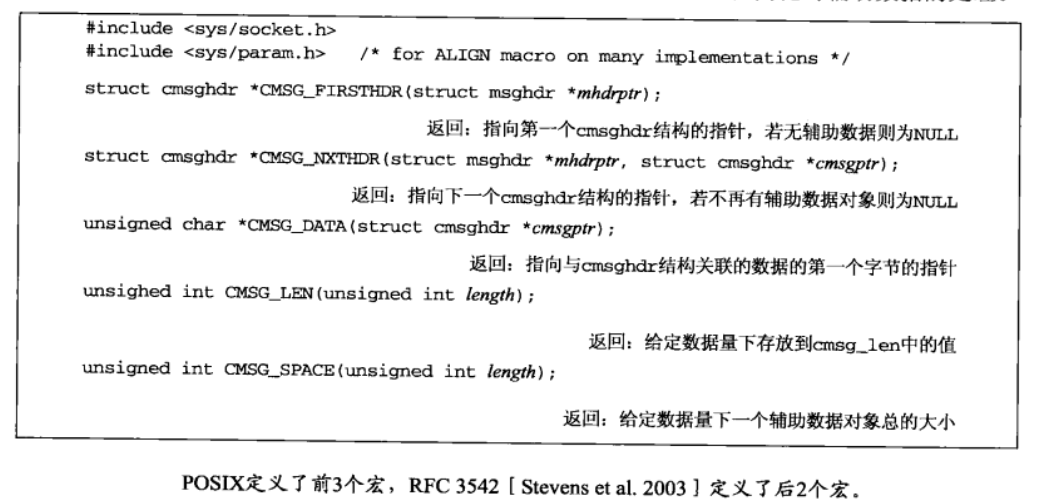 #include <sys/socket.h>
#include <sys/param.h> /* for ALIGN macro on many implementations */
struct cmsghdr *CMSG_FIRSTHDR(struct msghdr *mhdrptr);
返回：指向第一个cmsghdr结构的指针，若无辅助数据则为NULL
struct cmsghdr *CMSG_NXTHDR(struct msghdr *mhdrptr, struct cmsghdr *cmsgptr);
返回：指向下一个cmsghdr结构的指针，若不再有辅助数据对象则为NULL
unsigned char *CMSG_DATA(struct cmsghdr *cmsgptr);
返回：指向与cmsghdr结构关联的数据的第一个字节的指针
unsighed int CMSG_LEN(unsigned int length);
返回：给定数据量下存放到cmsg_len中的值
unsigned int CMSG_SPACE(unsigned int length);
返回：给定数据量下一个辅助数据对象总的大小
POSIX定义了前3个宏，RFC 3542［Stevens et al. 2003］定义了后2个宏。